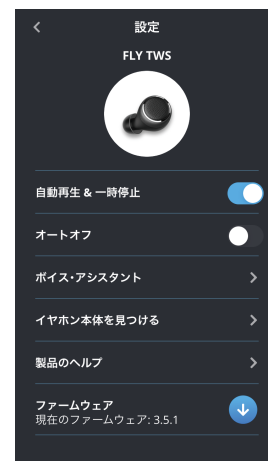 設定
FLY TWS
自動再生 & 一時停止
オートオフ
ボイス・アシスタント
イヤホン本体を見つける
製品のヘルプ
ファームウェア
現在のファームウェア: 3.5.1